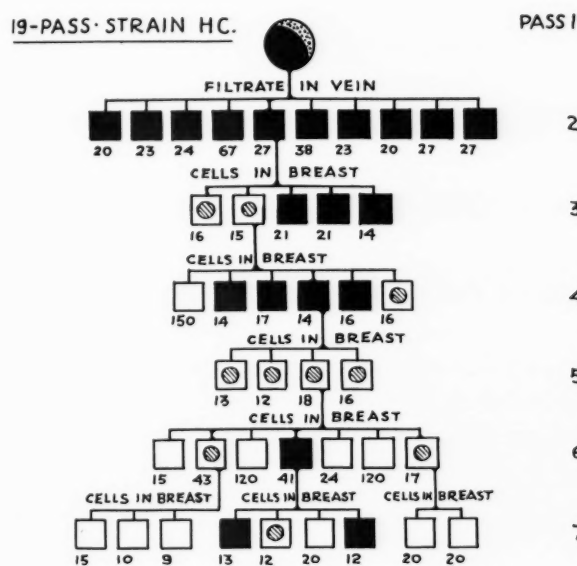 19-PASS· STRAIN HC.
PASS I
FILTRATE IN VEIN
20 23 24 67 27 38 23 20 27 27
2
CELLS IN BREAST
16 15 21 21 14
3
CELLS IN BREAST
150 14 17 14 16 16
4
CELLS IN BREAST
13 12 18 16
5
CELLS IN BREAST
15 43 120 41 24 120 17
6
CELLS IN BREAST CELLS IN BREAST CELLS IN BREAST
15 10 9 13 12 20 12 20 20
7